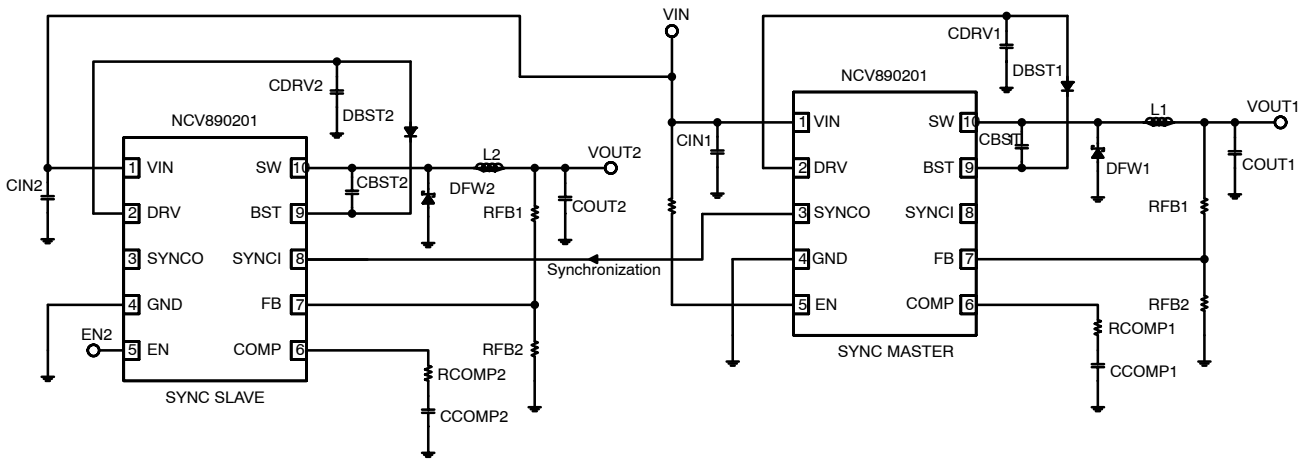 VIN
CDRV1
DBST1
NCV890201
CDRV2
DBST2
NCV890201
L1
VOUT1
1 VIN
SW 10
CIN1
CBST1
DFW1
COUT1
2 DRV
BST 9
3 SYNCO
SYNCI 8
RFB1
4 GND
FB 7
5 EN
COMP 6
RFB2
RCOMP1
CCOMP1
SYNC MASTER
L2
VOUT2
1 VIN
SW 10
CIN2
CBST2
DFW2
COUT2
2 DRV
BST 9
RFB1
3 SYNCO
SYNCI 8
Synchronization
4 GND
FB 7
EN2
5 EN
COMP 6
RFB2
RCOMP2
CCOMP2
SYNC SLAVE